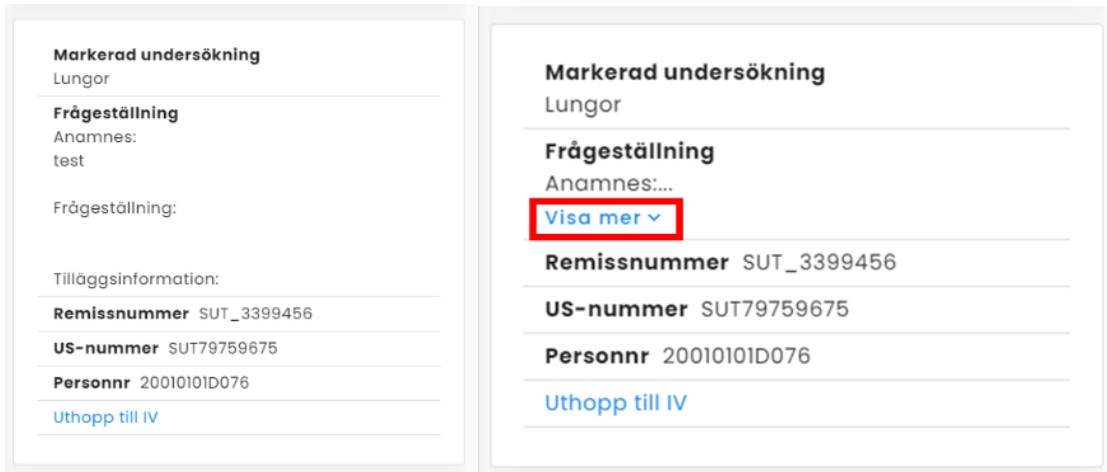 Markerad undersökning
Lungor
Frågeställning
Anamnes:
test
Frågeställning:
Tilläggsinformation:
Remissnummer SUT_3399456
US-nummer SUT79759675
Personnr 20010101D076
Uthopp till IV
Markerad undersökning
Lungor
Frågeställning
Anamnes:...
Visa mer
Remissnummer SUT_3399456
US-nummer SUT79759675
Personnr 20010101D076
Uthopp till IV